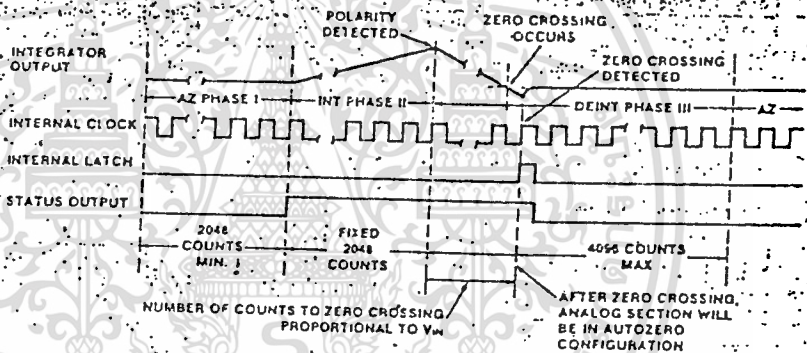 POLARITY
DETECTED
ZERO CROSSING
OCCURS
INTEGRATOR
OUTPUT
ZERO CROSSING
DETECTED
AZ PHASE I
INT PHASE II
DEINT PHASE III
AZ
INTERNAL CLOCK
INTERNAL LATCH
STATUS OUTPUT
2048
COUNTS
MIN.
FIXED
2048
COUNTS
4096 COUNTS
MAX
NUMBER OF COUNTS TO ZERO CROSSING
PROPORTIONAL TO VIN
AFTER ZERO CROSSING,
ANALOG SECTION WILL
BE IN AUTOZERO
CONFIGURATION